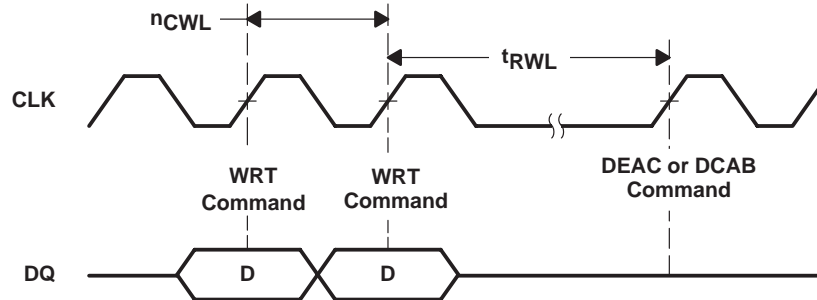 nCWL
tRWL
CLK
WRT
Command
WRT
Command
DEAC or DCAB
Command
DQ
D
D